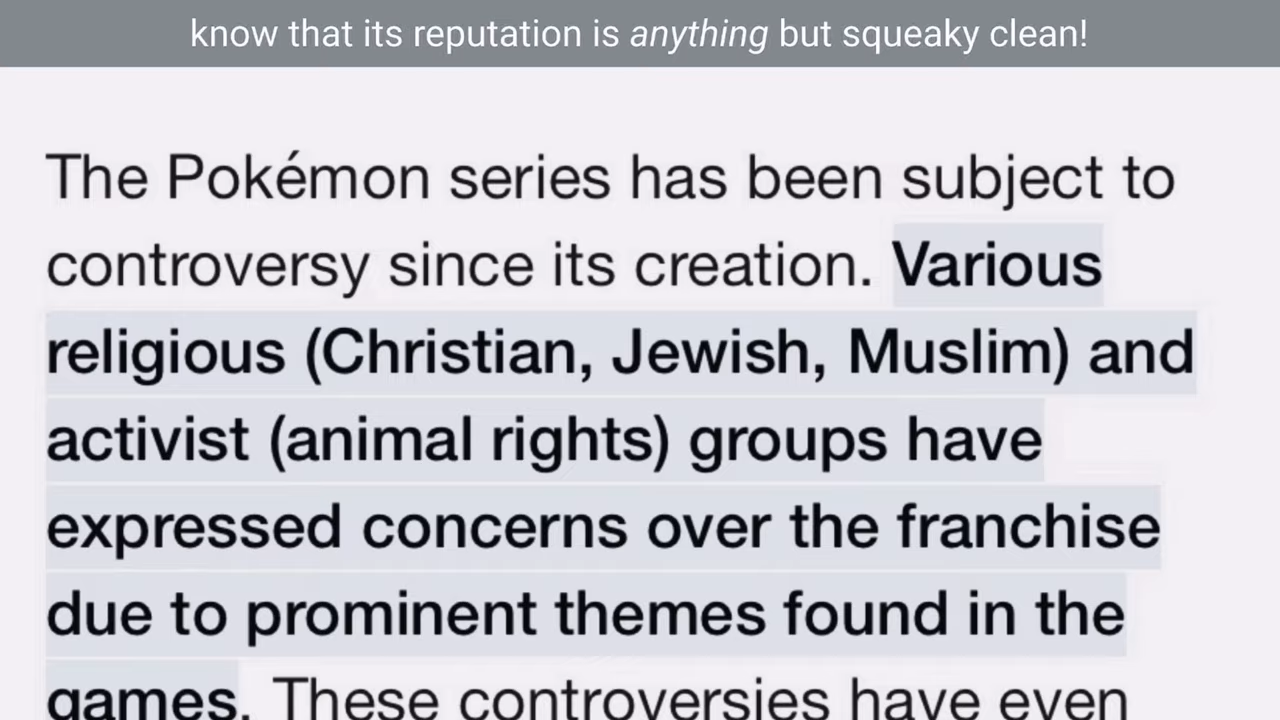 know that its reputation is anything but squeaky clean!
The Pokémon series has been subject to
controversy since its creation. Various
religious (Christian, Jewish, Muslim) and
activist (animal rights) groups have
expressed concerns over the franchise
due to prominent themes found in the
games. These controversies have even